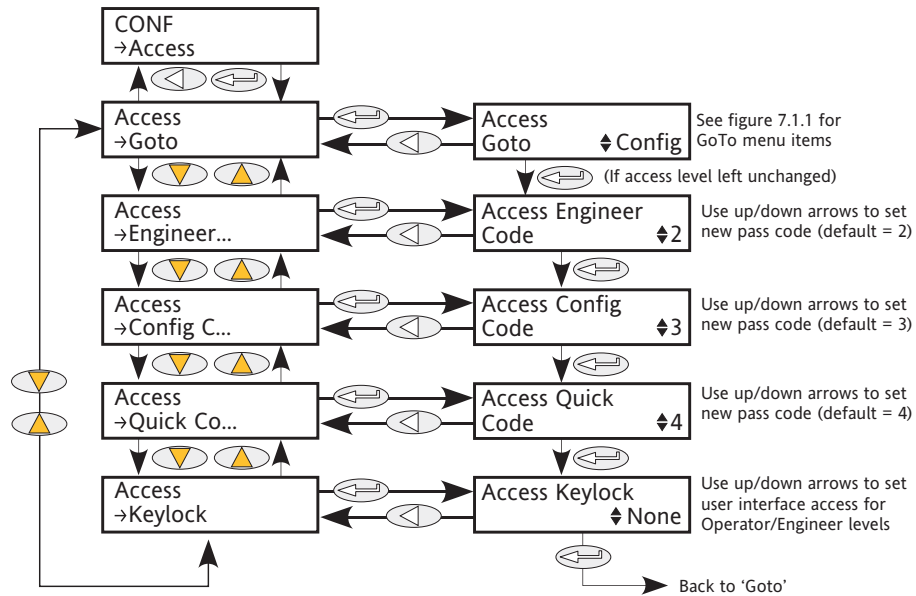 CONF
→Access
Access
→Goto
Access
Goto ♦Config
See figure 7.1.1 for
GoTo menu items
(If access level left unchanged)
Access
→Engineer...
Access Engineer
Code ♦2
Use up/down arrows to set
new pass code (default = 2)
Access
→Config C...
Access Config
Code ♦3
Use up/down arrows to set
new pass code (default = 3)
Access
→Quick Co...
Access Quick
Code ♦4
Use up/down arrows to set
new pass code (default = 4)
Access
→Keylock
Access Keylock
♦None
Use up/down arrows to set
user interface access for
Operator/Engineer levels
Back to ‘Goto’